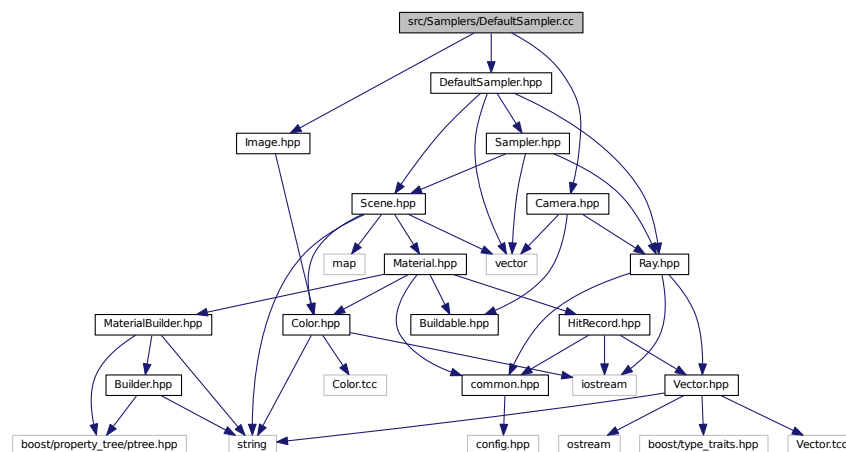 src/Samplers/DefaultSampler.cc
DefaultSampler.hpp
Image.hpp
Sampler.hpp
Scene.hpp
Camera.hpp
map
Material.hpp
vector
Ray.hpp
MaterialBuilder.hpp
Color.hpp
Buildable.hpp
HitRecord.hpp
Builder.hpp
Color.tcc
common.hpp
iostream
Vector.hpp
boost/property_tree/ptree.hpp
string
config.hpp
ostream
boost/type_traits.hpp
Vector.tcc